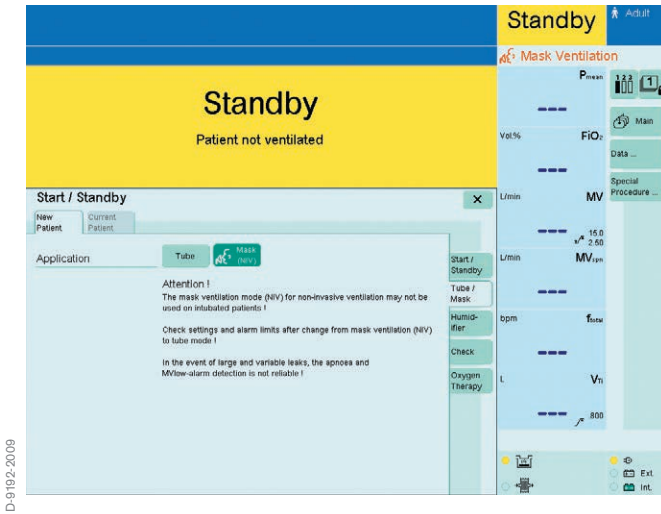 Standby
Adult
Mask Ventilation
Standby
Patient not ventilated
Pmean
---
1 2 3
1
Main
Vol.% FiO2
---
Data ...
Special
Procedure ...
Start / Standby
×
L/min MV
---
15.0
2.50
New
Patient
Current
Patient
Application
Tube
Mask
(NIV)
Attention !
The mask ventilation mode (NIV) for non-invasive ventilation may not be
used on intubated patients !
Check settings and alarm limits after change from mask ventilation (NIV)
to tube mode !
In the event of large and variable leaks, the apnoea and
MVlow-alarm detection is not reliable !
Start /
Standby
Tube /
Mask
Humid-
ifier
Check
Oxygen
Therapy
L/min MVspn
---
bpm ftotal
---
L VTi
---
800
Ext.
Int.
D-9192-2009